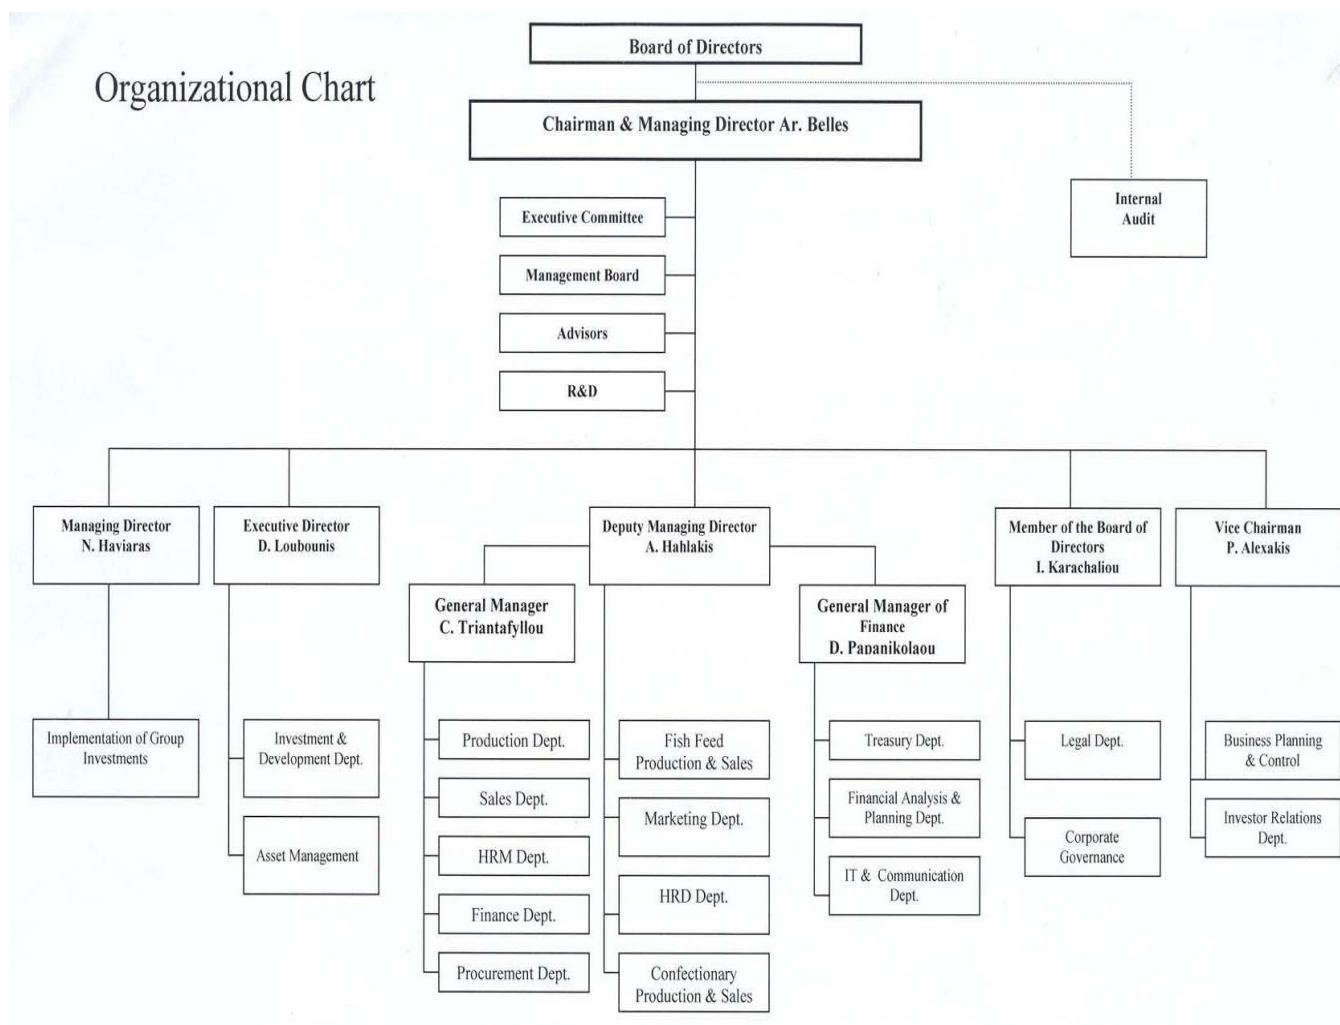 Board of Directors
Organizational Chart
Chairman & Managing Director Ar. Belles
Internal
Audit
Executive Committee
Management Board
Advisors
R&D
Managing Director
N. Haviaras
Executive Director
D. Loubounis
Deputy Managing Director
A. Hahlakis
Member of the Board of
Directors
I. Karachaliou
Vice Chairman
P. Alexakis
General Manager
C. Triantafyllou
General Manager of
Finance
D. Papanikolaou
Implementation of Group
Investments
Investment &
Development Dept.
Asset Management
Production Dept.
Sales Dept.
HRM Dept.
Finance Dept.
Procurement Dept.
Fish Feed
Production & Sales
Marketing Dept.
HRD Dept.
Confectionary
Production & Sales
Treasury Dept.
Financial Analysis &
Planning Dept.
IT & Communication
Dept.
Legal Dept.
Corporate
Governance
Business Planning
& Control
Investor Relations
Dept.